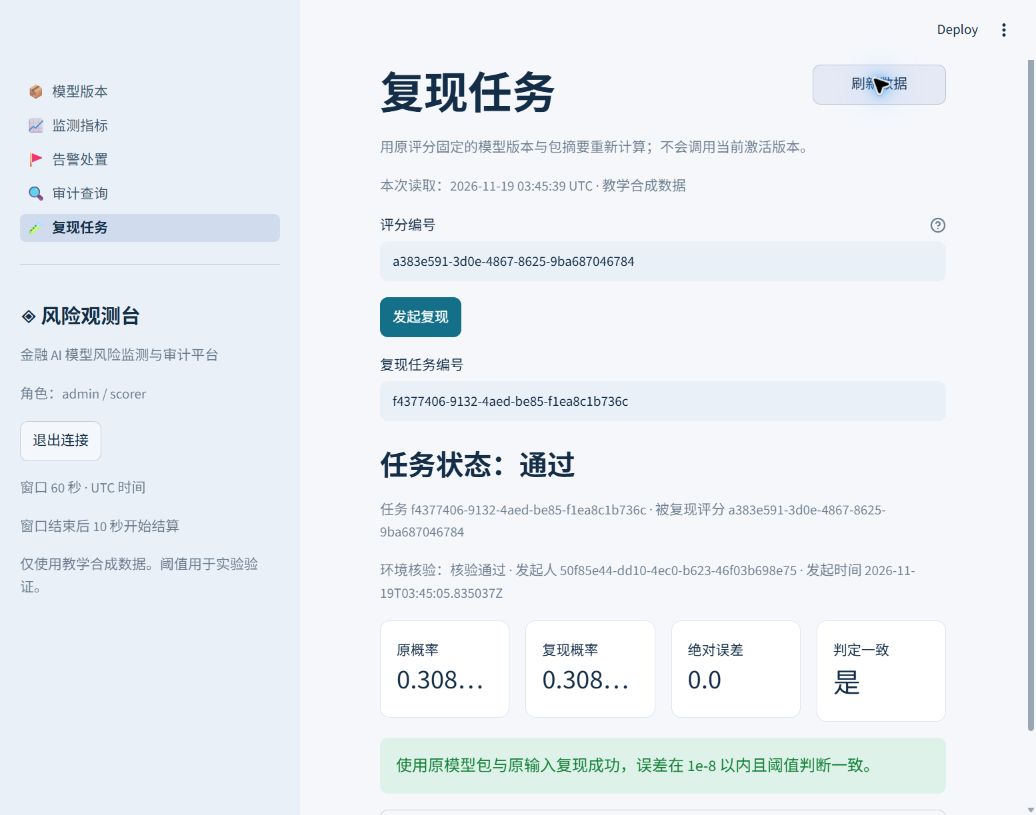 Deploy
模型版本
监测指标
告警处置
审计查询
复现任务
◈ 风险观测台
金融 AI 模型风险监测与审计平台
角色：admin / scorer
退出连接
窗口 60 秒 · UTC 时间
窗口结束后 10 秒开始结算
仅使用教学合成数据。阈值用于实验验
证。
复现任务
刷新数据
用原评分固定的模型版本与包摘要重新计算；不会调用当前激活版本。
本次读取：2026-11-19 03:45:39 UTC · 教学合成数据
评分编号
a383e591-3d0e-4867-8625-9ba687046784
发起复现
复现任务编号
f4377406-9132-4aed-be85-f1ea8c1b736c
任务状态：通过
任务 f4377406-9132-4aed-be85-f1ea8c1b736c · 被复现评分 a383e591-3d0e-4867-8625-
9ba687046784
环境核验：核验通过 · 发起人 50f85e44-dd10-4ec0-b623-46f03b698e75 · 发起时间 2026-11-
19T03:45:05.835037Z
原概率
0.308…
复现概率
0.308…
绝对误差
0.0
判定一致
是
使用原模型包与原输入复现成功，误差在 1e-8 以内且阈值判断一致。